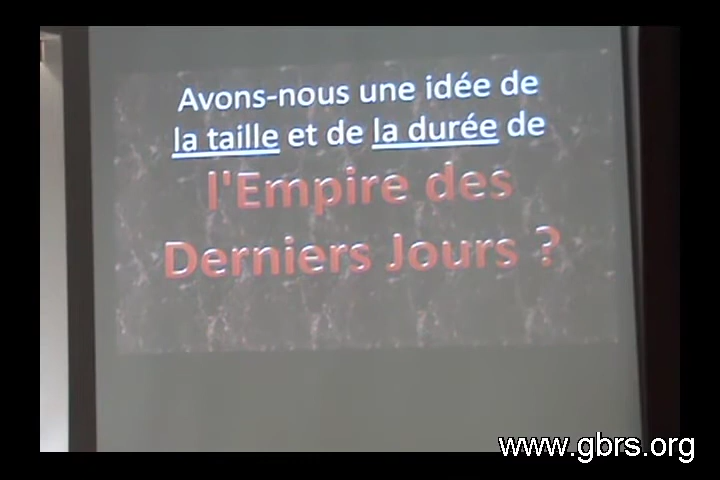 Avons-nous une idée de
la taille et de la durée de
l'Empire des
Derniers Jours ?
www.gbrs.org